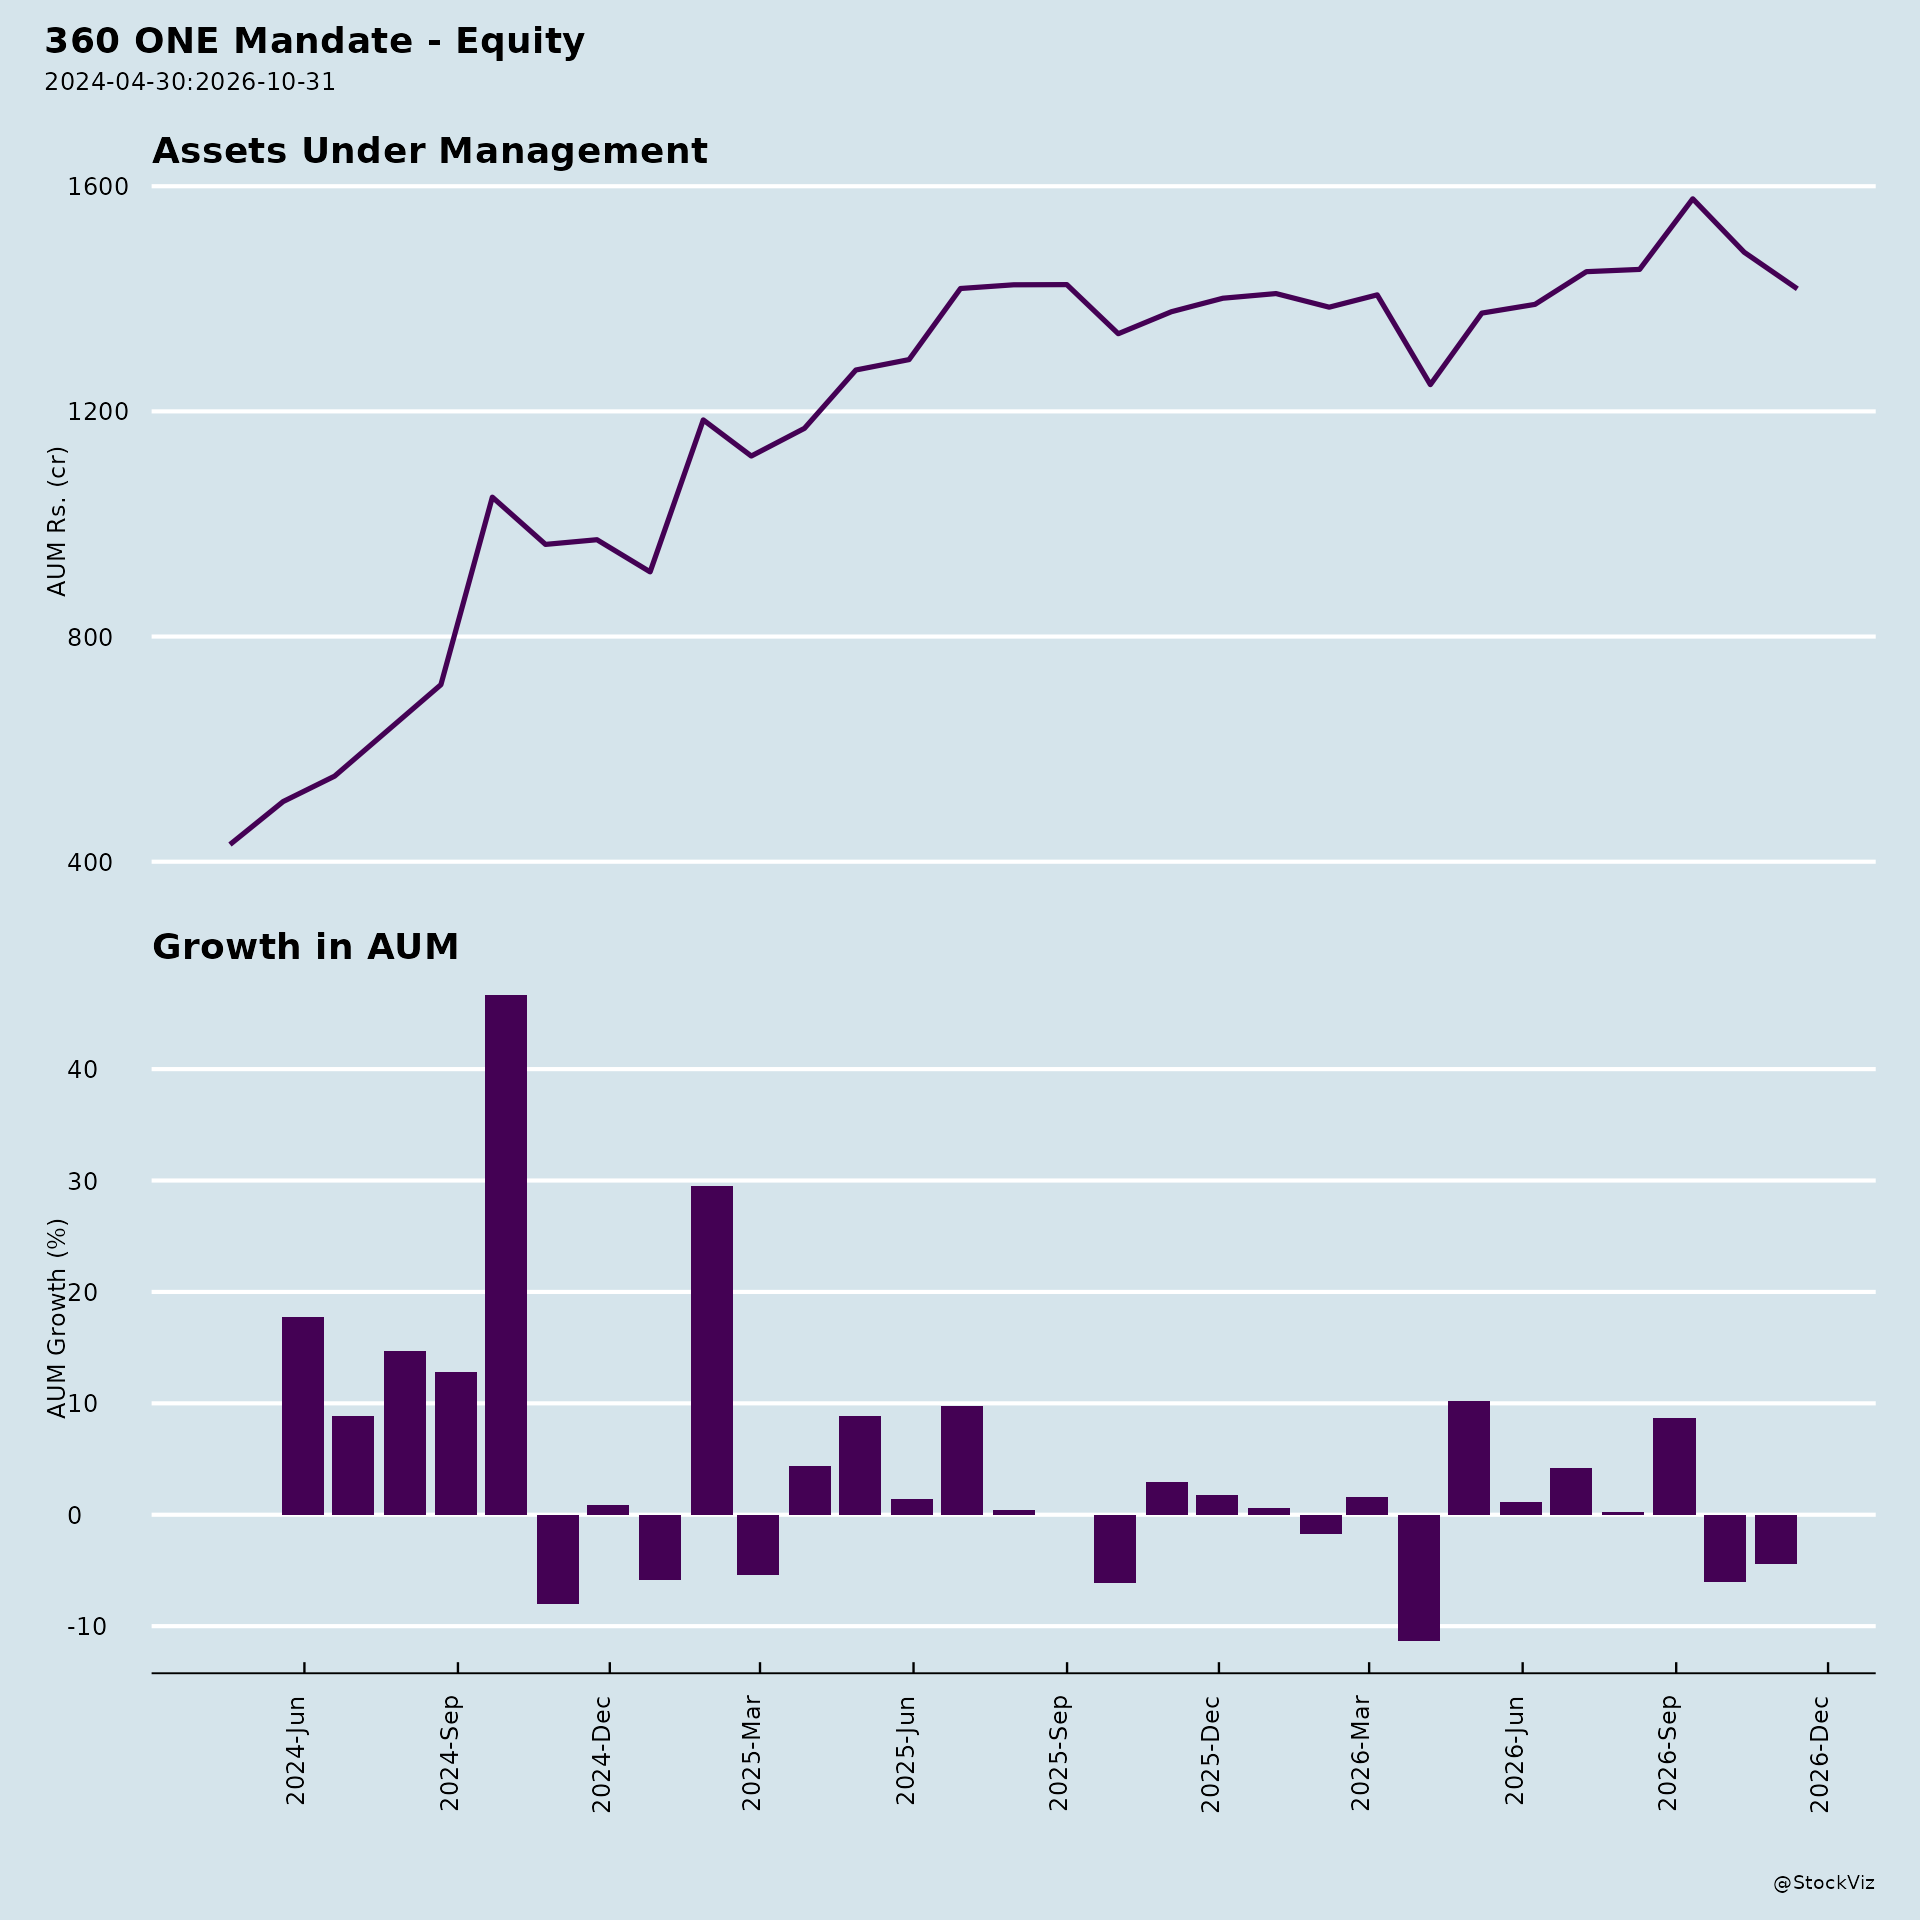 360 ONE Mandate - Equity
2024-04-30:2026-10-31
Assets Under Management
1600
1200
800
400
AUM Rs. (cr)
Growth in AUM
40
30
20
10
0
-10
AUM Growth (%)
2024-Jun
2024-Sep
2024-Dec
2025-Mar
2025-Jun
2025-Sep
2025-Dec
2026-Mar
2026-Jun
2026-Sep
2026-Dec
@StockViz